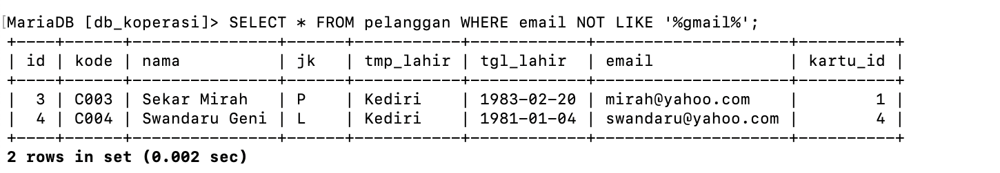 [MariaDB [db_koperasi]> SELECT * FROM pelanggan WHERE email NOT LIKE '%gmail%';
+----+------+---------------+------+-----------+------------+--------------------+----------+
| id | kode | nama          | jk   | tmp_lahir | tgl_lahir  | email              | kartu_id |
+----+------+---------------+------+-----------+------------+--------------------+----------+
|  3 | C003 | Sekar Mirah   | P    | Kediri    | 1983-02-20 | mirah@yahoo.com    |        1 |
|  4 | C004 | Swandaru Geni | L    | Kediri    | 1981-01-04 | swandaru@yahoo.com |        4 |
+----+------+---------------+------+-----------+------------+--------------------+----------+
2 rows in set (0.002 sec)